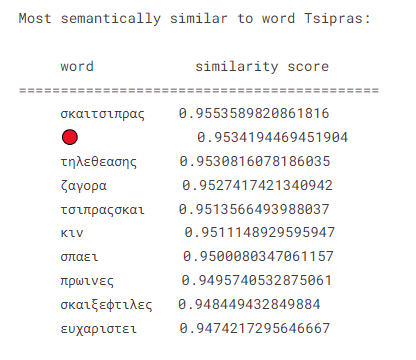 Most semantically similar to word Tsipras:
word similarity score
===========================================
σκαιτσιπρας 0.9553589820861816
🔴 0.9534194469451904
τηλεθεασης 0.9530816078186035
ζαγορα 0.9527417421340942
τσιπραςσκαι 0.9513566493988037
κιν 0.9511148929595947
σπαει 0.9500080347061157
πρωινες 0.9495740532875061
σκαιξεφτιλες 0.948449432849884
ευχαριστει 0.9474217295646667